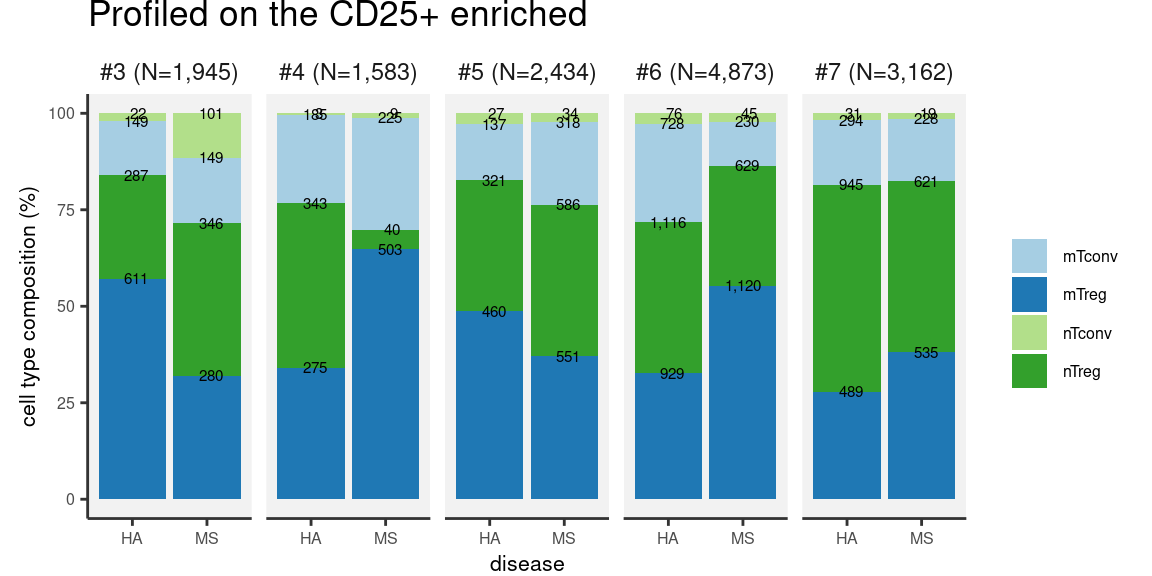 Profiled on the CD25+ enriched
#3 (N=1,945) #4 (N=1,583) #5 (N=2,434) #6 (N=4,873) #7 (N=3,162)
cell type composition (%)
100
75
50
25
0
22 101 8 9 27 34 76 45 31 19
149 149 185 225 137 318 728 230 294 228
287 346 343 40 321 586 1,116 629 945 621
611 280 275 503 460 551 929 1,120 489 535
HA MS HA MS HA MS HA MS HA MS
disease
mTconv
mTreg
nTconv
nTreg